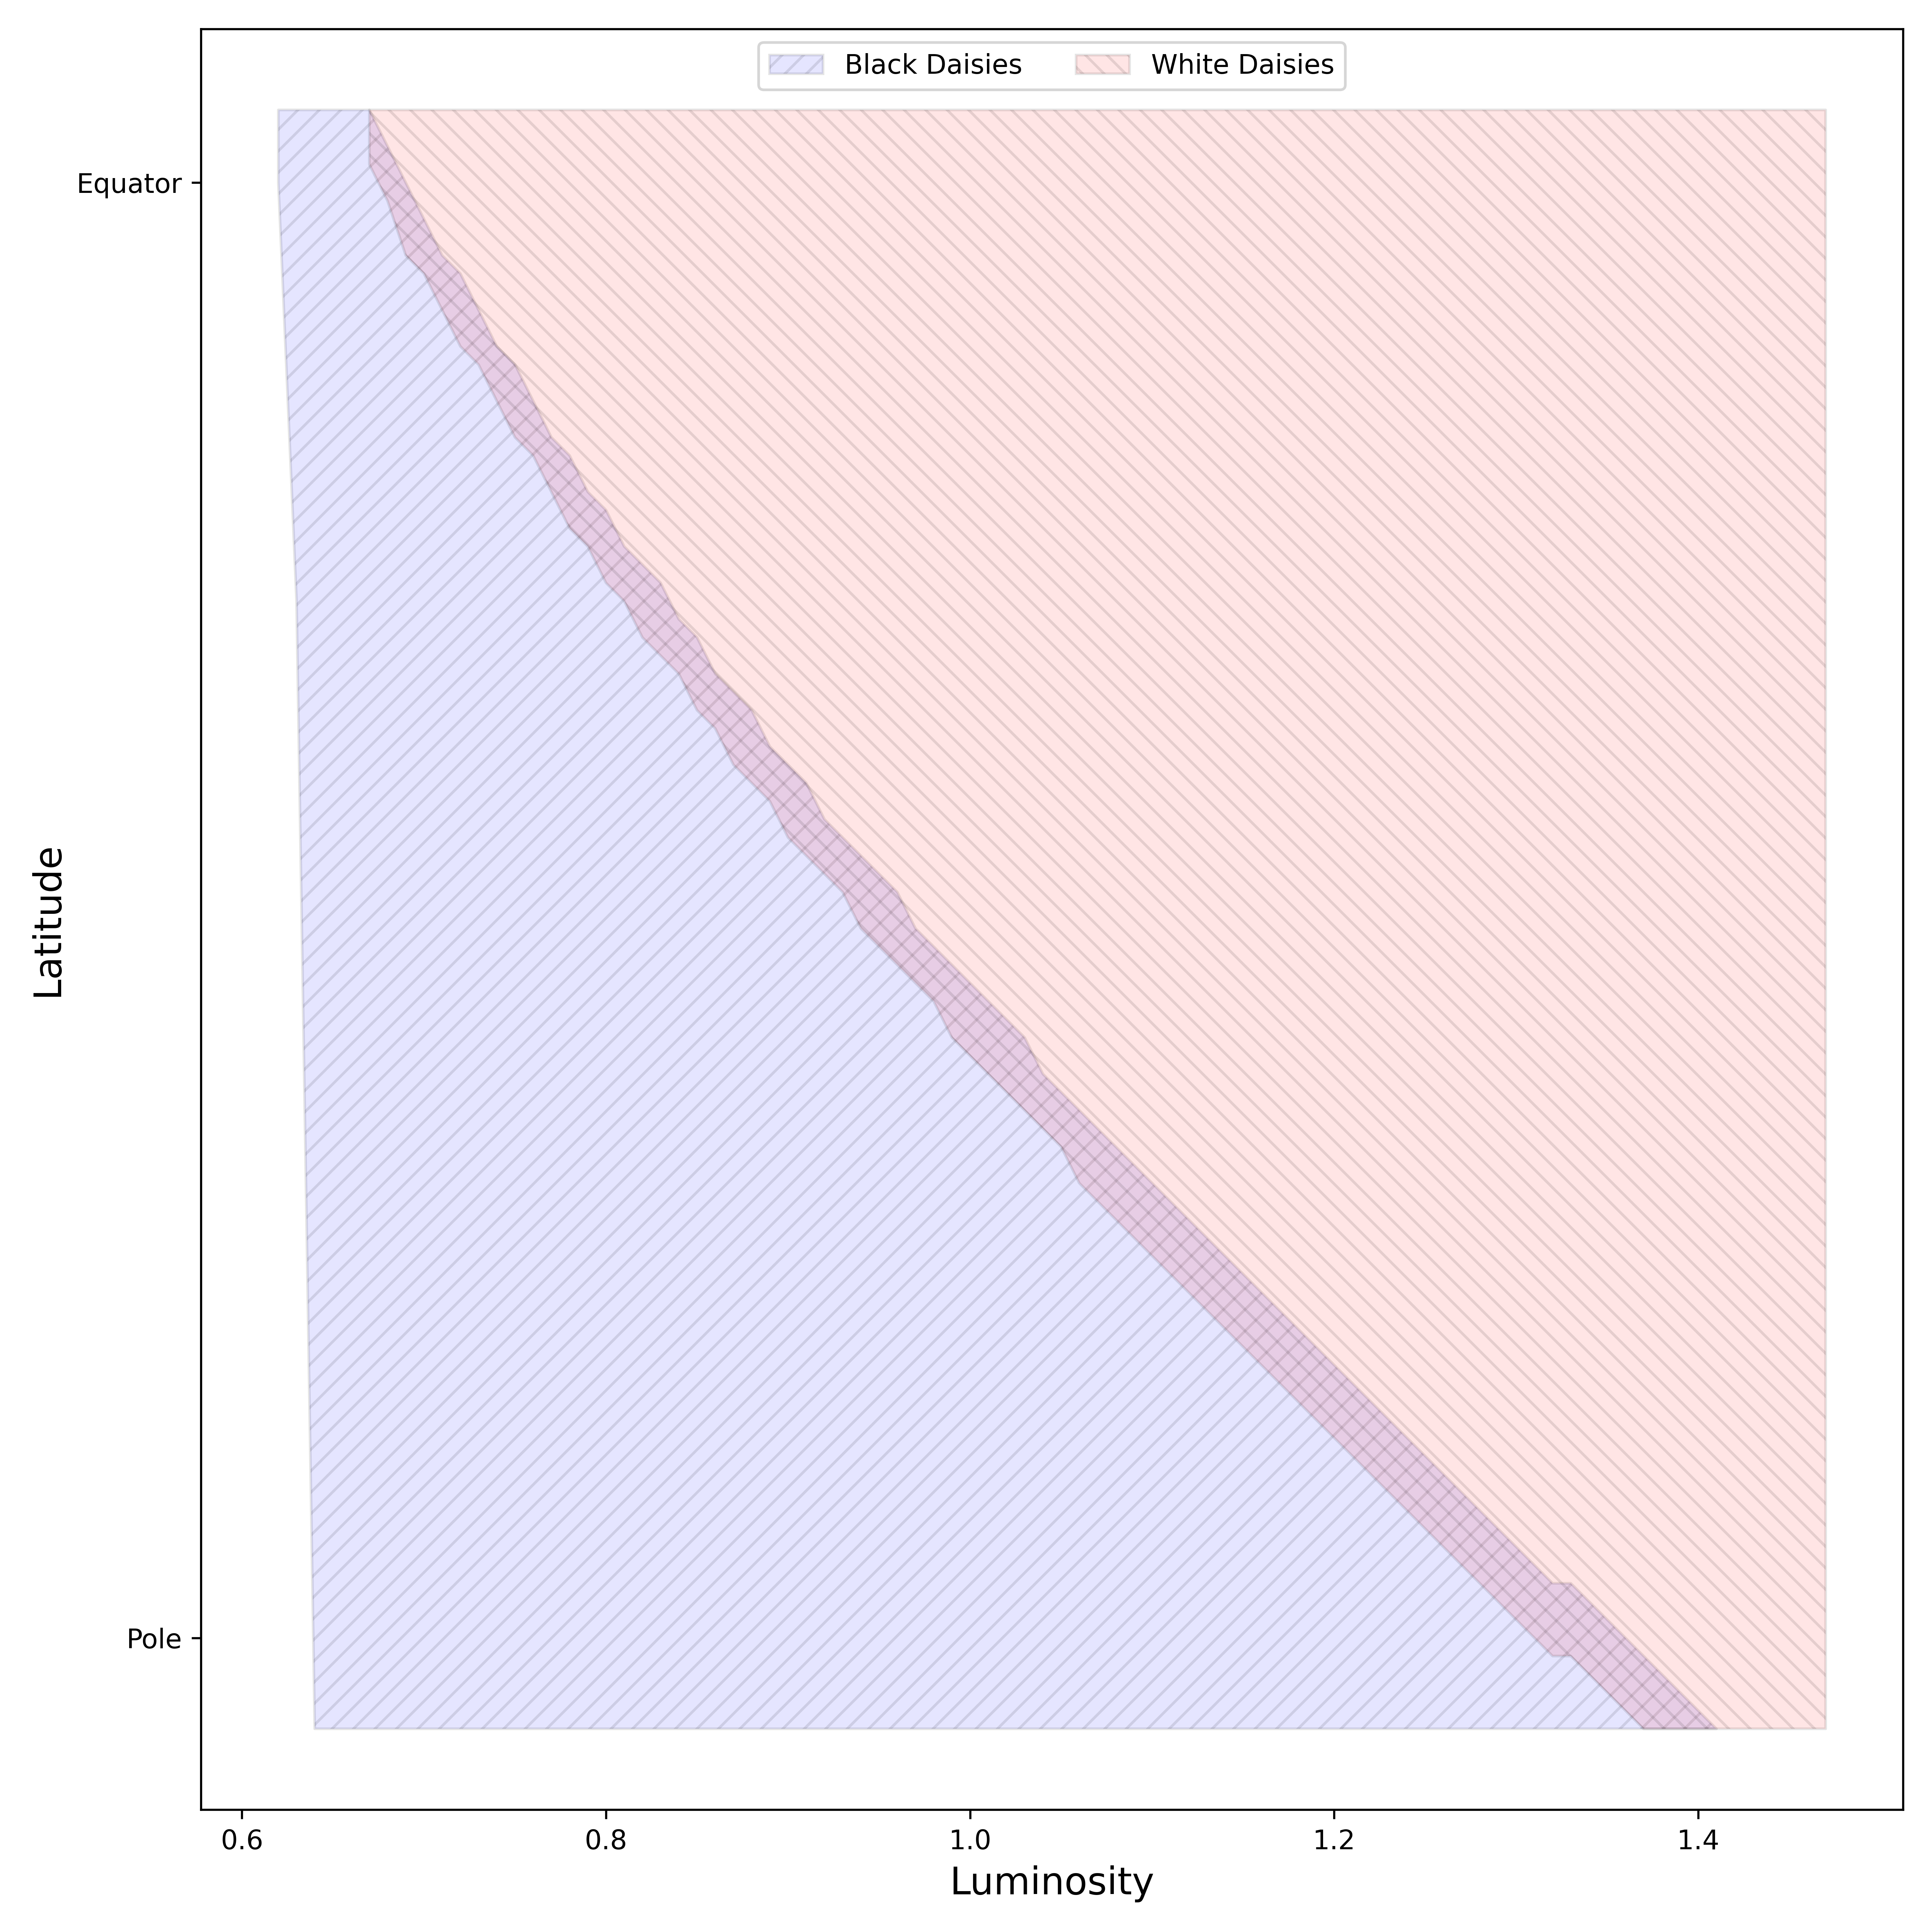 Black Daisies
White Daisies
Equator
Latitude
Pole
0.6
0.8
1.0
1.2
1.4
Luminosity